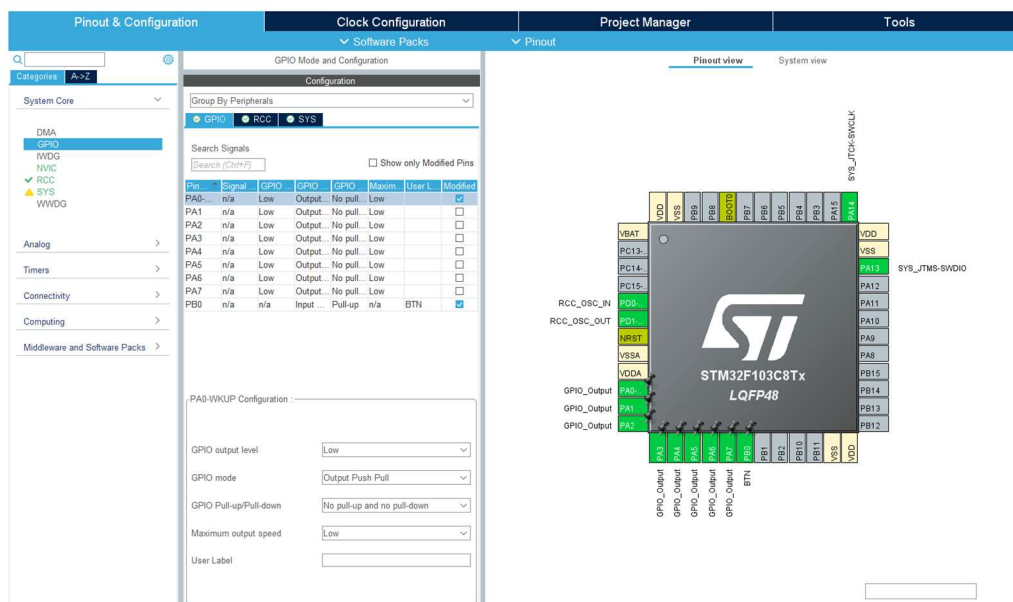 Pinout & Configuration
Clock Configuration
Project Manager
Tools
Software Packs
Pinout
Categories
A->Z
System Core
DMA
GPIO
IWDG
NVIC
RCC
SYS
WWDG
Analog
Timers
Connectivity
Computing
Middleware and Software Packs
GPIO Mode and Configuration
Configuration
Group By Peripherals
GPIO
RCC
SYS
Search Signals
Search (Ctrl+F)
Show only Modified Pins
Pin... Signal ... GPIO ... GPIO ... GPIO ... Maxim... User L... Modified
PA0-... n/a Low Output... No pull... Low
PA1 n/a Low Output... No pull... Low
PA2 n/a Low Output... No pull... Low
PA3 n/a Low Output... No pull... Low
PA4 n/a Low Output... No pull... Low
PA5 n/a Low Output... No pull... Low
PA6 n/a Low Output... No pull... Low
PA7 n/a Low Output... No pull... Low
PB0 n/a n/a Input ... Pull-up n/a BTN
PA0-WKUP Configuration :
GPIO output level Low
GPIO mode Output Push Pull
GPIO Pull-up/Pull-down No pull-up and no pull-down
Maximum output speed Low
User Label
Pinout view
System view
SYS_JTCK-SWCLK
VDD
VSS
PB9
PB8
BOOT0
PB7
PB6
PB5
PB4
PB3
PA15
PA14
VBAT
PC13-..
PC14-..
PC15-..
RCC_OSC_IN PD0-..
RCC_OSC_OUT PD1-..
NRST
VSSA
VDDA
GPIO_Output PA0-..
GPIO_Output PA1
GPIO_Output PA2
VDD
VSS
PA13 SYS_JTMS-SWDIO
PA12
PA11
PA10
PA9
PA8
PB15
PB14
PB13
PB12
ST
STM32F103C8Tx
LQFP48
PA3
PA4
PA5
PA6
PA7
PB0
PB1
PB2
PB10
PB11
VSS
VDD
GPIO_Output
GPIO_Output
GPIO_Output
GPIO_Output
GPIO_Output
BTN